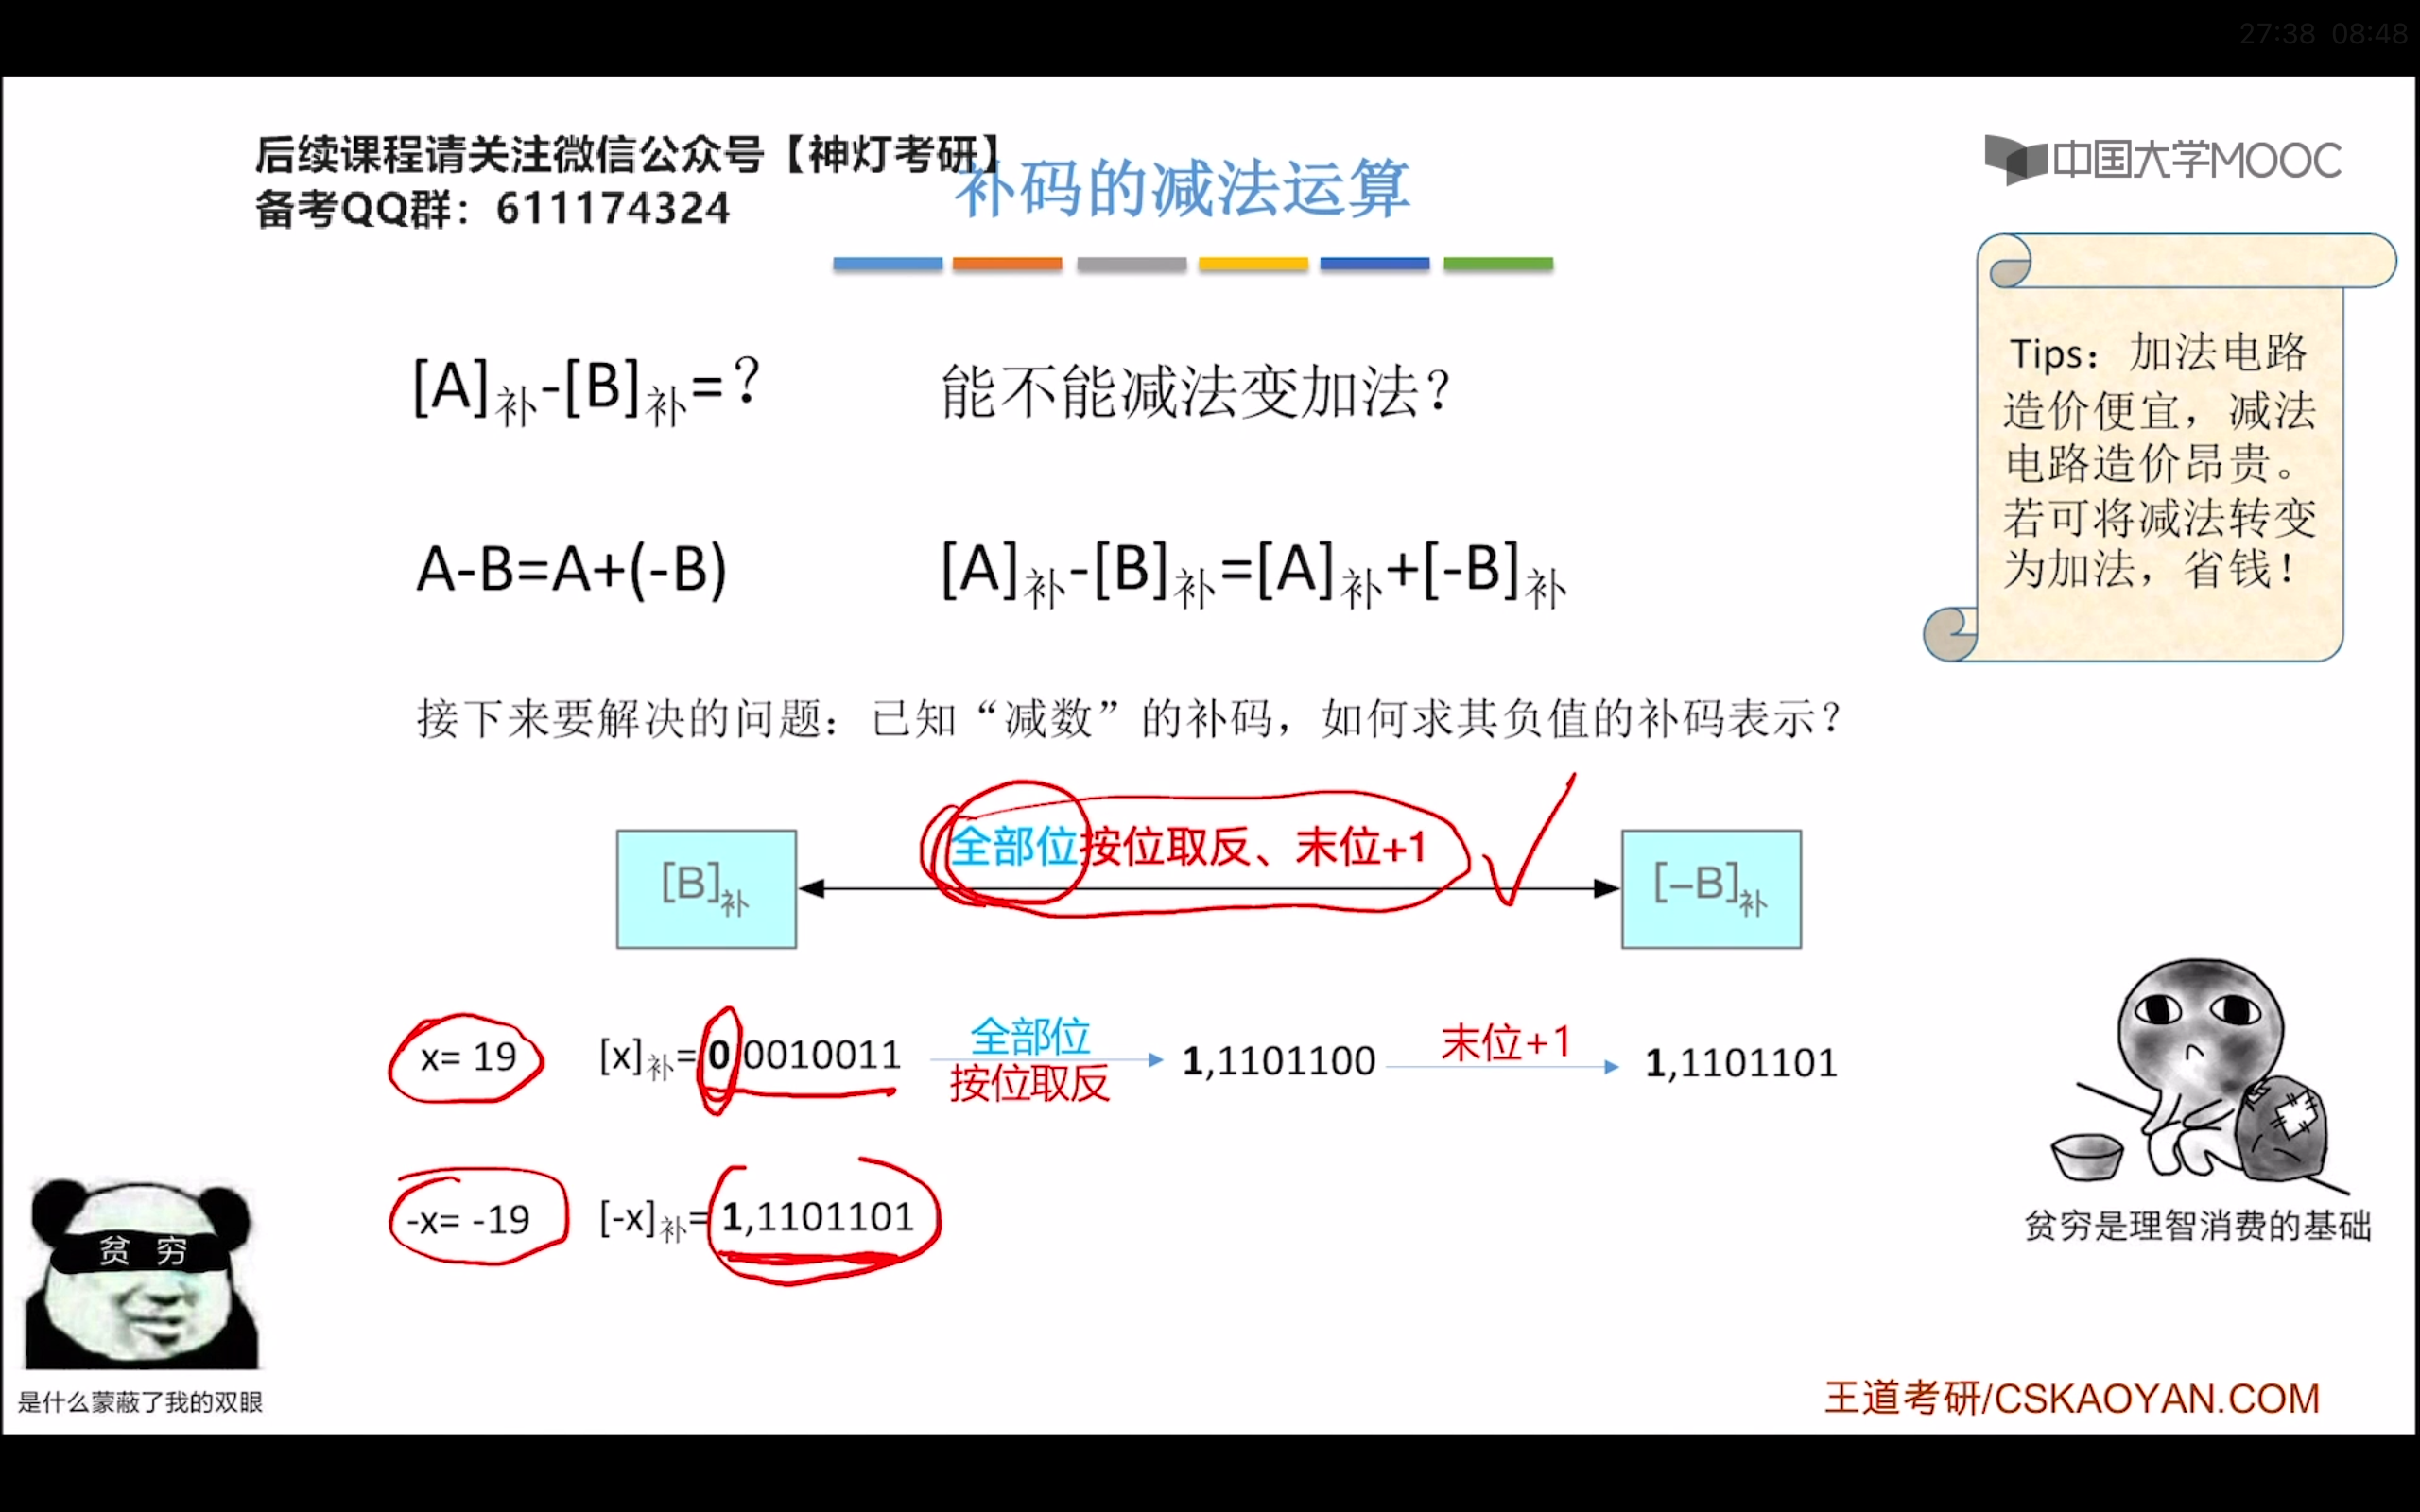 27:38 08:48
后续课程请关注微信公众号【神灯考研】
备考QQ群：611174324
补码的减法运算
中国大学MOOC
[A]补-[B]补=？
能不能减法变加法？
Tips：加法电路
造价便宜，减法
电路造价昂贵。
若可将减法转变
为加法，省钱！
A-B=A+(-B)
[A]补-[B]补=[A]补+[-B]补
接下来要解决的问题：已知“减数”的补码，如何求其负值的补码表示？
[B]补
全部位按位取反、末位+1
[–B]补
x= 19
[x]补=0,0010011
全部位
按位取反
1,1101100
末位+1
1,1101101
-x= -19
[-x]补=1,1101101
贫 穷
是什么蒙蔽了我的双眼
贫穷是理智消费的基础
王道考研/CSKAOYAN.COM